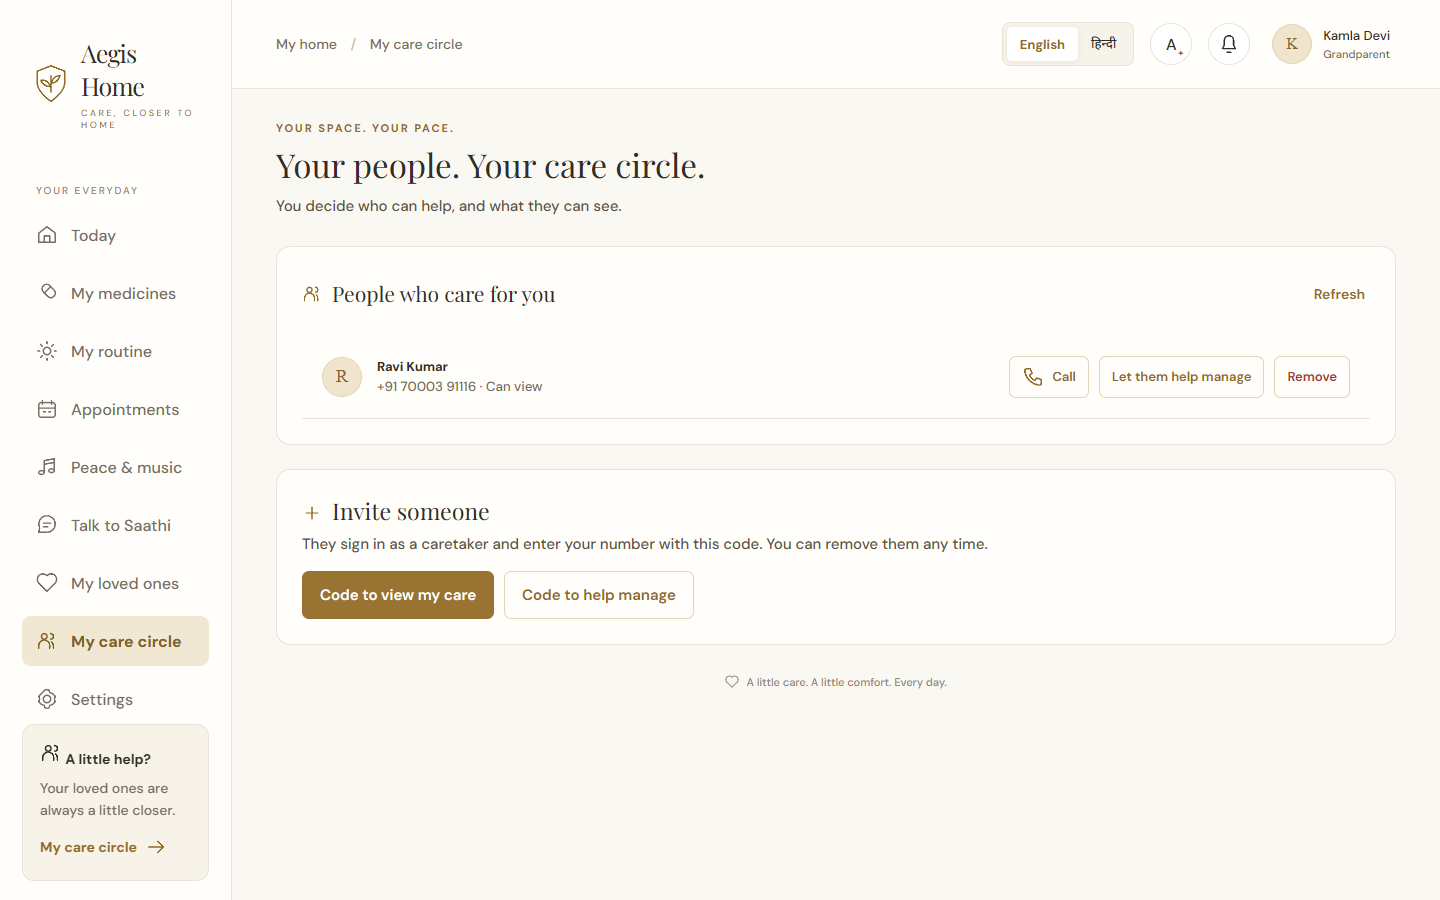 Aegis
Home
CARE, CLOSER TO
HOME
YOUR EVERYDAY
Today
My medicines
My routine
Appointments
Peace & music
Talk to Saathi
My loved ones
My care circle
Settings
A little help?
Your loved ones are
always a little closer.
My care circle
My home / My care circle
English हिन्दी
A+
K
Kamla Devi
Grandparent
YOUR SPACE. YOUR PACE.
Your people. Your care circle.
You decide who can help, and what they can see.
People who care for you
Refresh
R
Ravi Kumar
+91 70003 91116 · Can view
Call
Let them help manage
Remove
Invite someone
They sign in as a caretaker and enter your number with this code. You can remove them any time.
Code to view my care
Code to help manage
A little care. A little comfort. Every day.